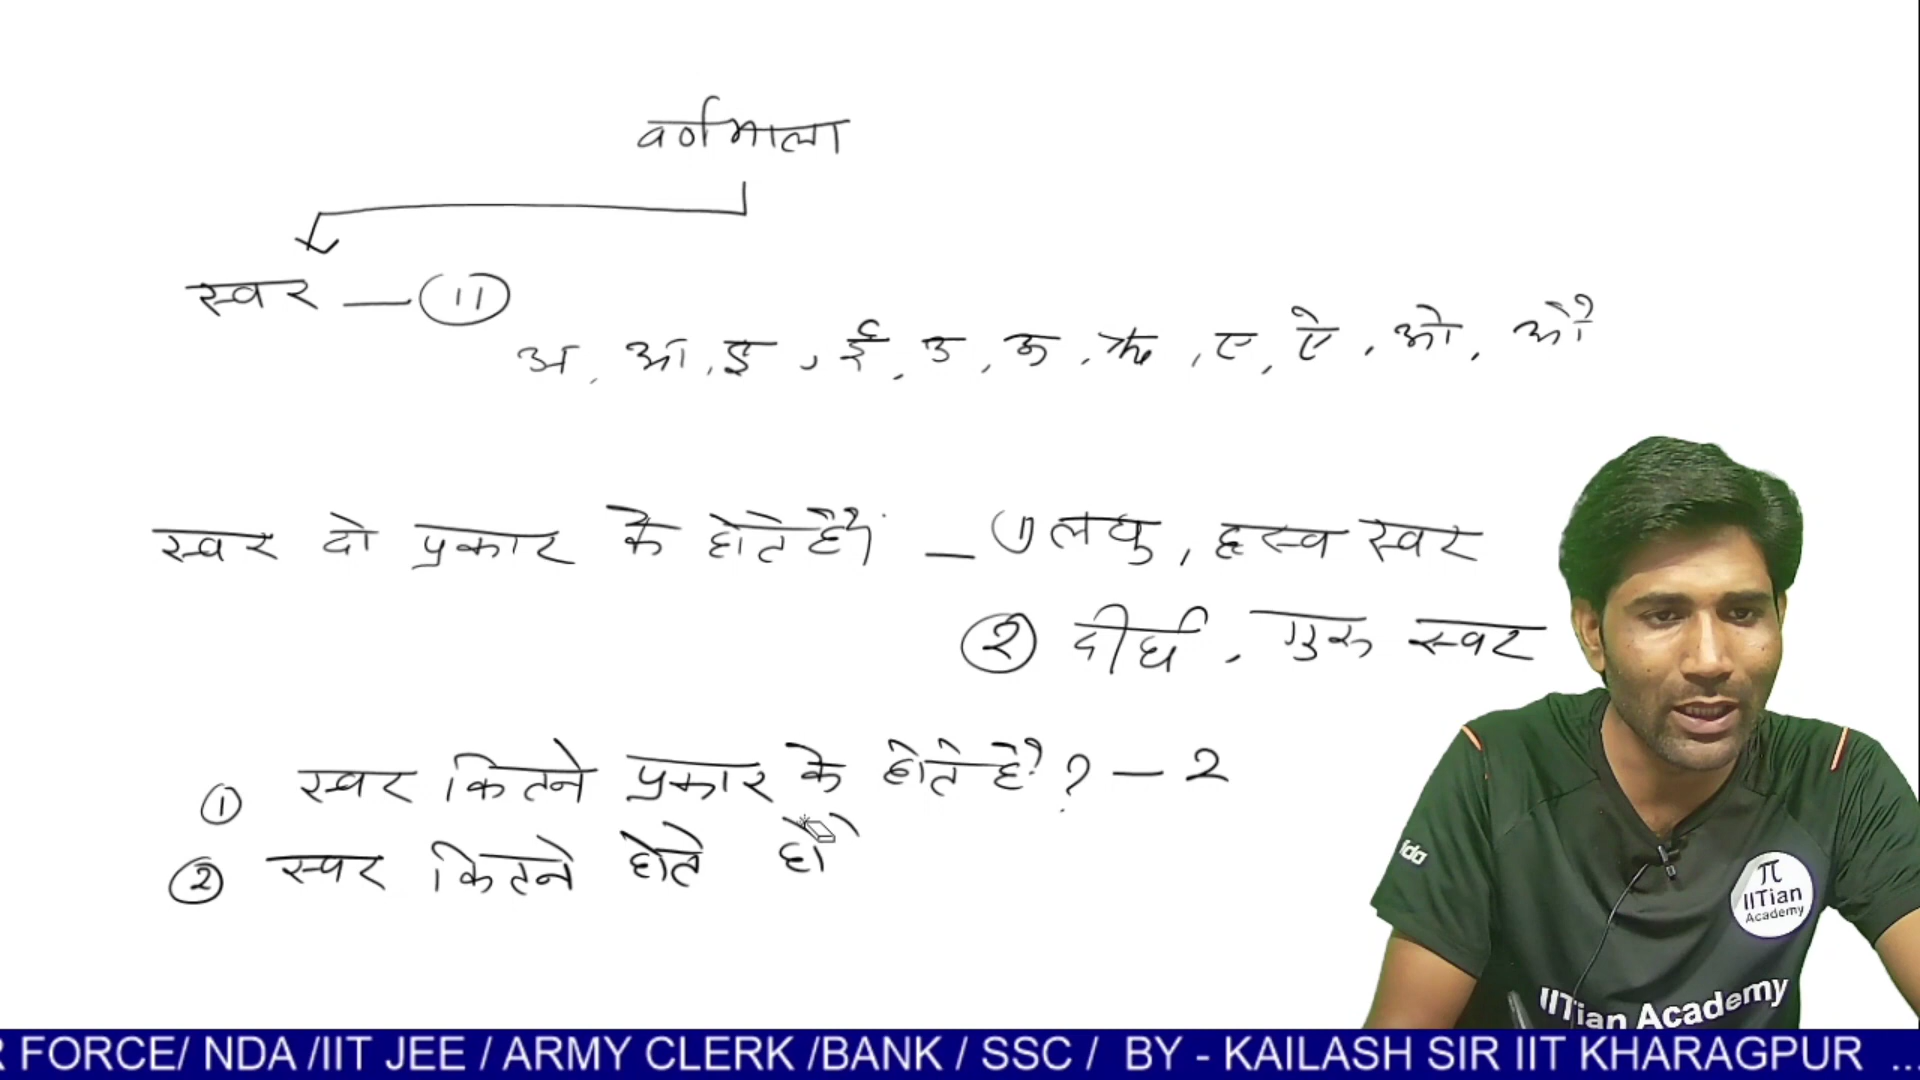 वर्णमाला
स्वर — 11
अ, आ, इ, ई, उ, ऊ, ऋ, ए, ऐ, ओ, औ
स्वर दो प्रकार के होते हैं। — 1) लघु, हृस्व स्वर
2 दीर्घ, गुरु स्वर
1 स्वर कितने प्रकार के होते है? — 2
2 स्वर कितने होते
π
IITian
Academy
IITian Academy
R FORCE/ NDA /IIT JEE / ARMY CLERK /BANK / SSC / BY - KAILASH SIR IIT KHARAGPUR ...